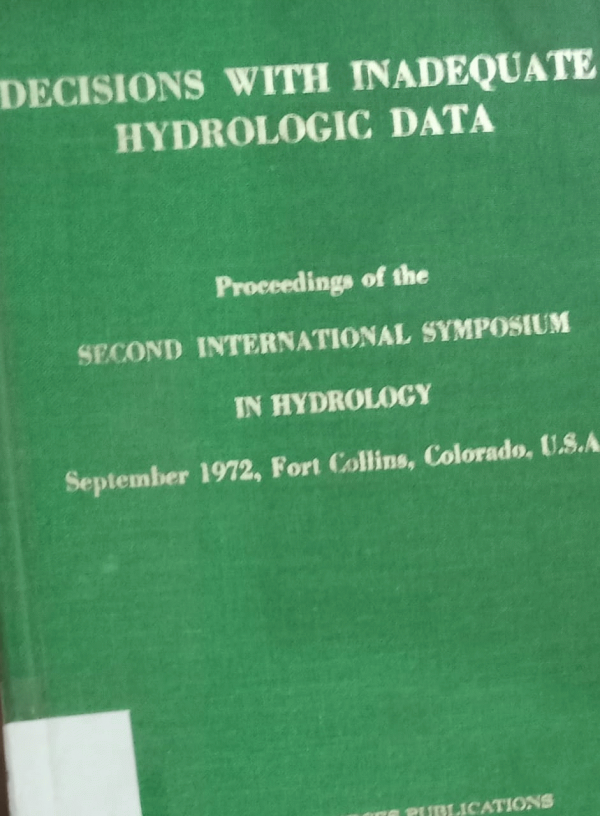 DECISIONS WITH INADEQUATE
HYDROLOGIC DATA
Proceedings of the
SECOND INTERNATIONAL SYMPOSIUM
IN HYDROLOGY
September 1972, Fort Collins, Colorado, U.S.A
PUBLICATIONS